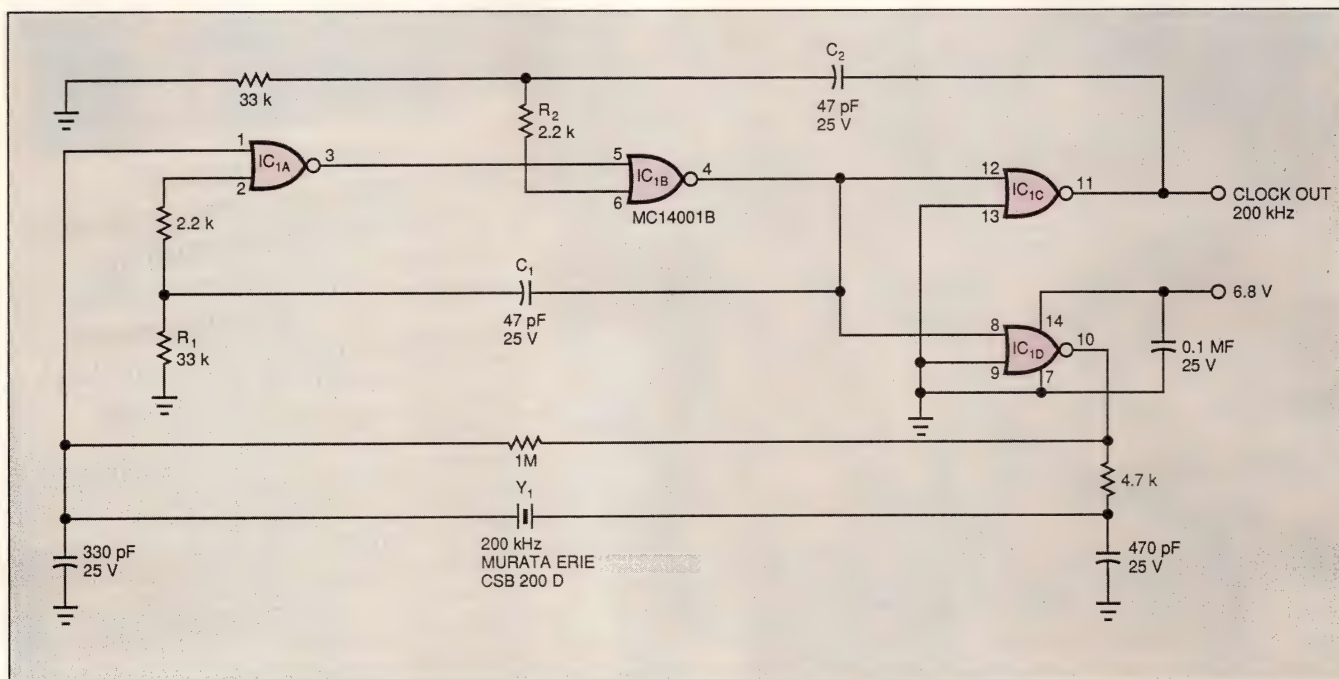 33 k
C2
47 pF
25 V
R2
2.2 k
1
IC1A
3
2
5
IC1B
4
6
MC14001B
12
IC1C
11
13
CLOCK OUT
200 kHz
2.2 k
C1
47 pF
25 V
R1
33 k
6.8 V
8
14
IC1D
10
9
7
0.1 MF
25 V
1M
4.7 k
Y1
200 kHz
MURATA ERIE
CSB 200 D
330 pF
25 V
470 pF
25 V